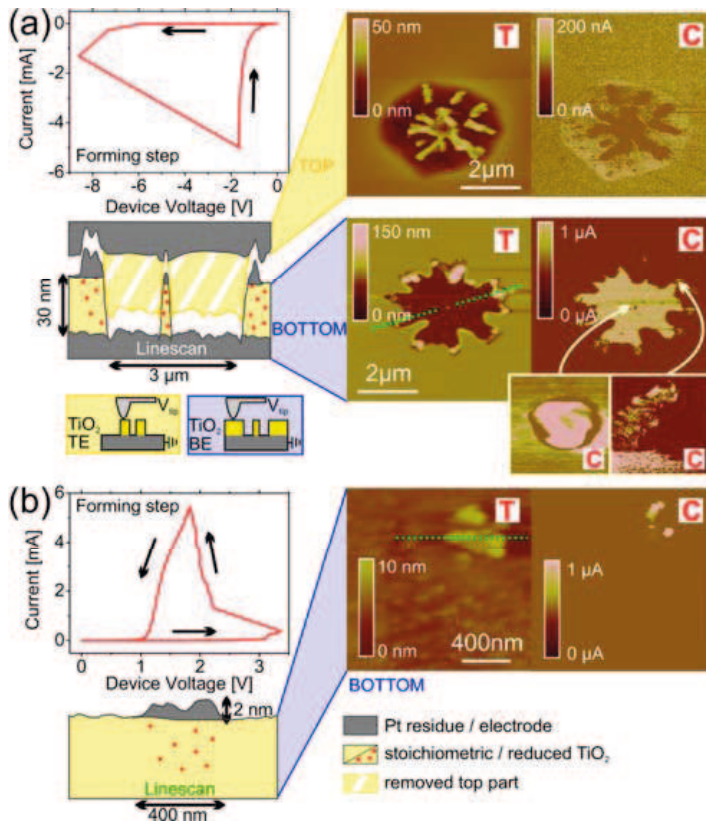 (a)
0
-2
-4
-6
Current [mA]
Forming step
-8 -6 -4 -2 0
Device Voltage [V]
TOP
50 nm
0 nm
T
2μm
200 nA
0 nA
C
30 nm
Linescan
3 μm
BOTTOM
150 nm
0 nm
T
2μm
1 μA
0 μA
C
C
C
TiO2
TE
Vtip
TiO2
BE
Vtip
(b)
6
4
2
0
Current [mA]
Forming step
0 1 2 3
Device Voltage [V]
T
10 nm
0 nm
400nm
C
1 μA
0 μA
BOTTOM
2 nm
Linescan
400 nm
Pt residue / electrode
stoichiometric / reduced TiO2
removed top part